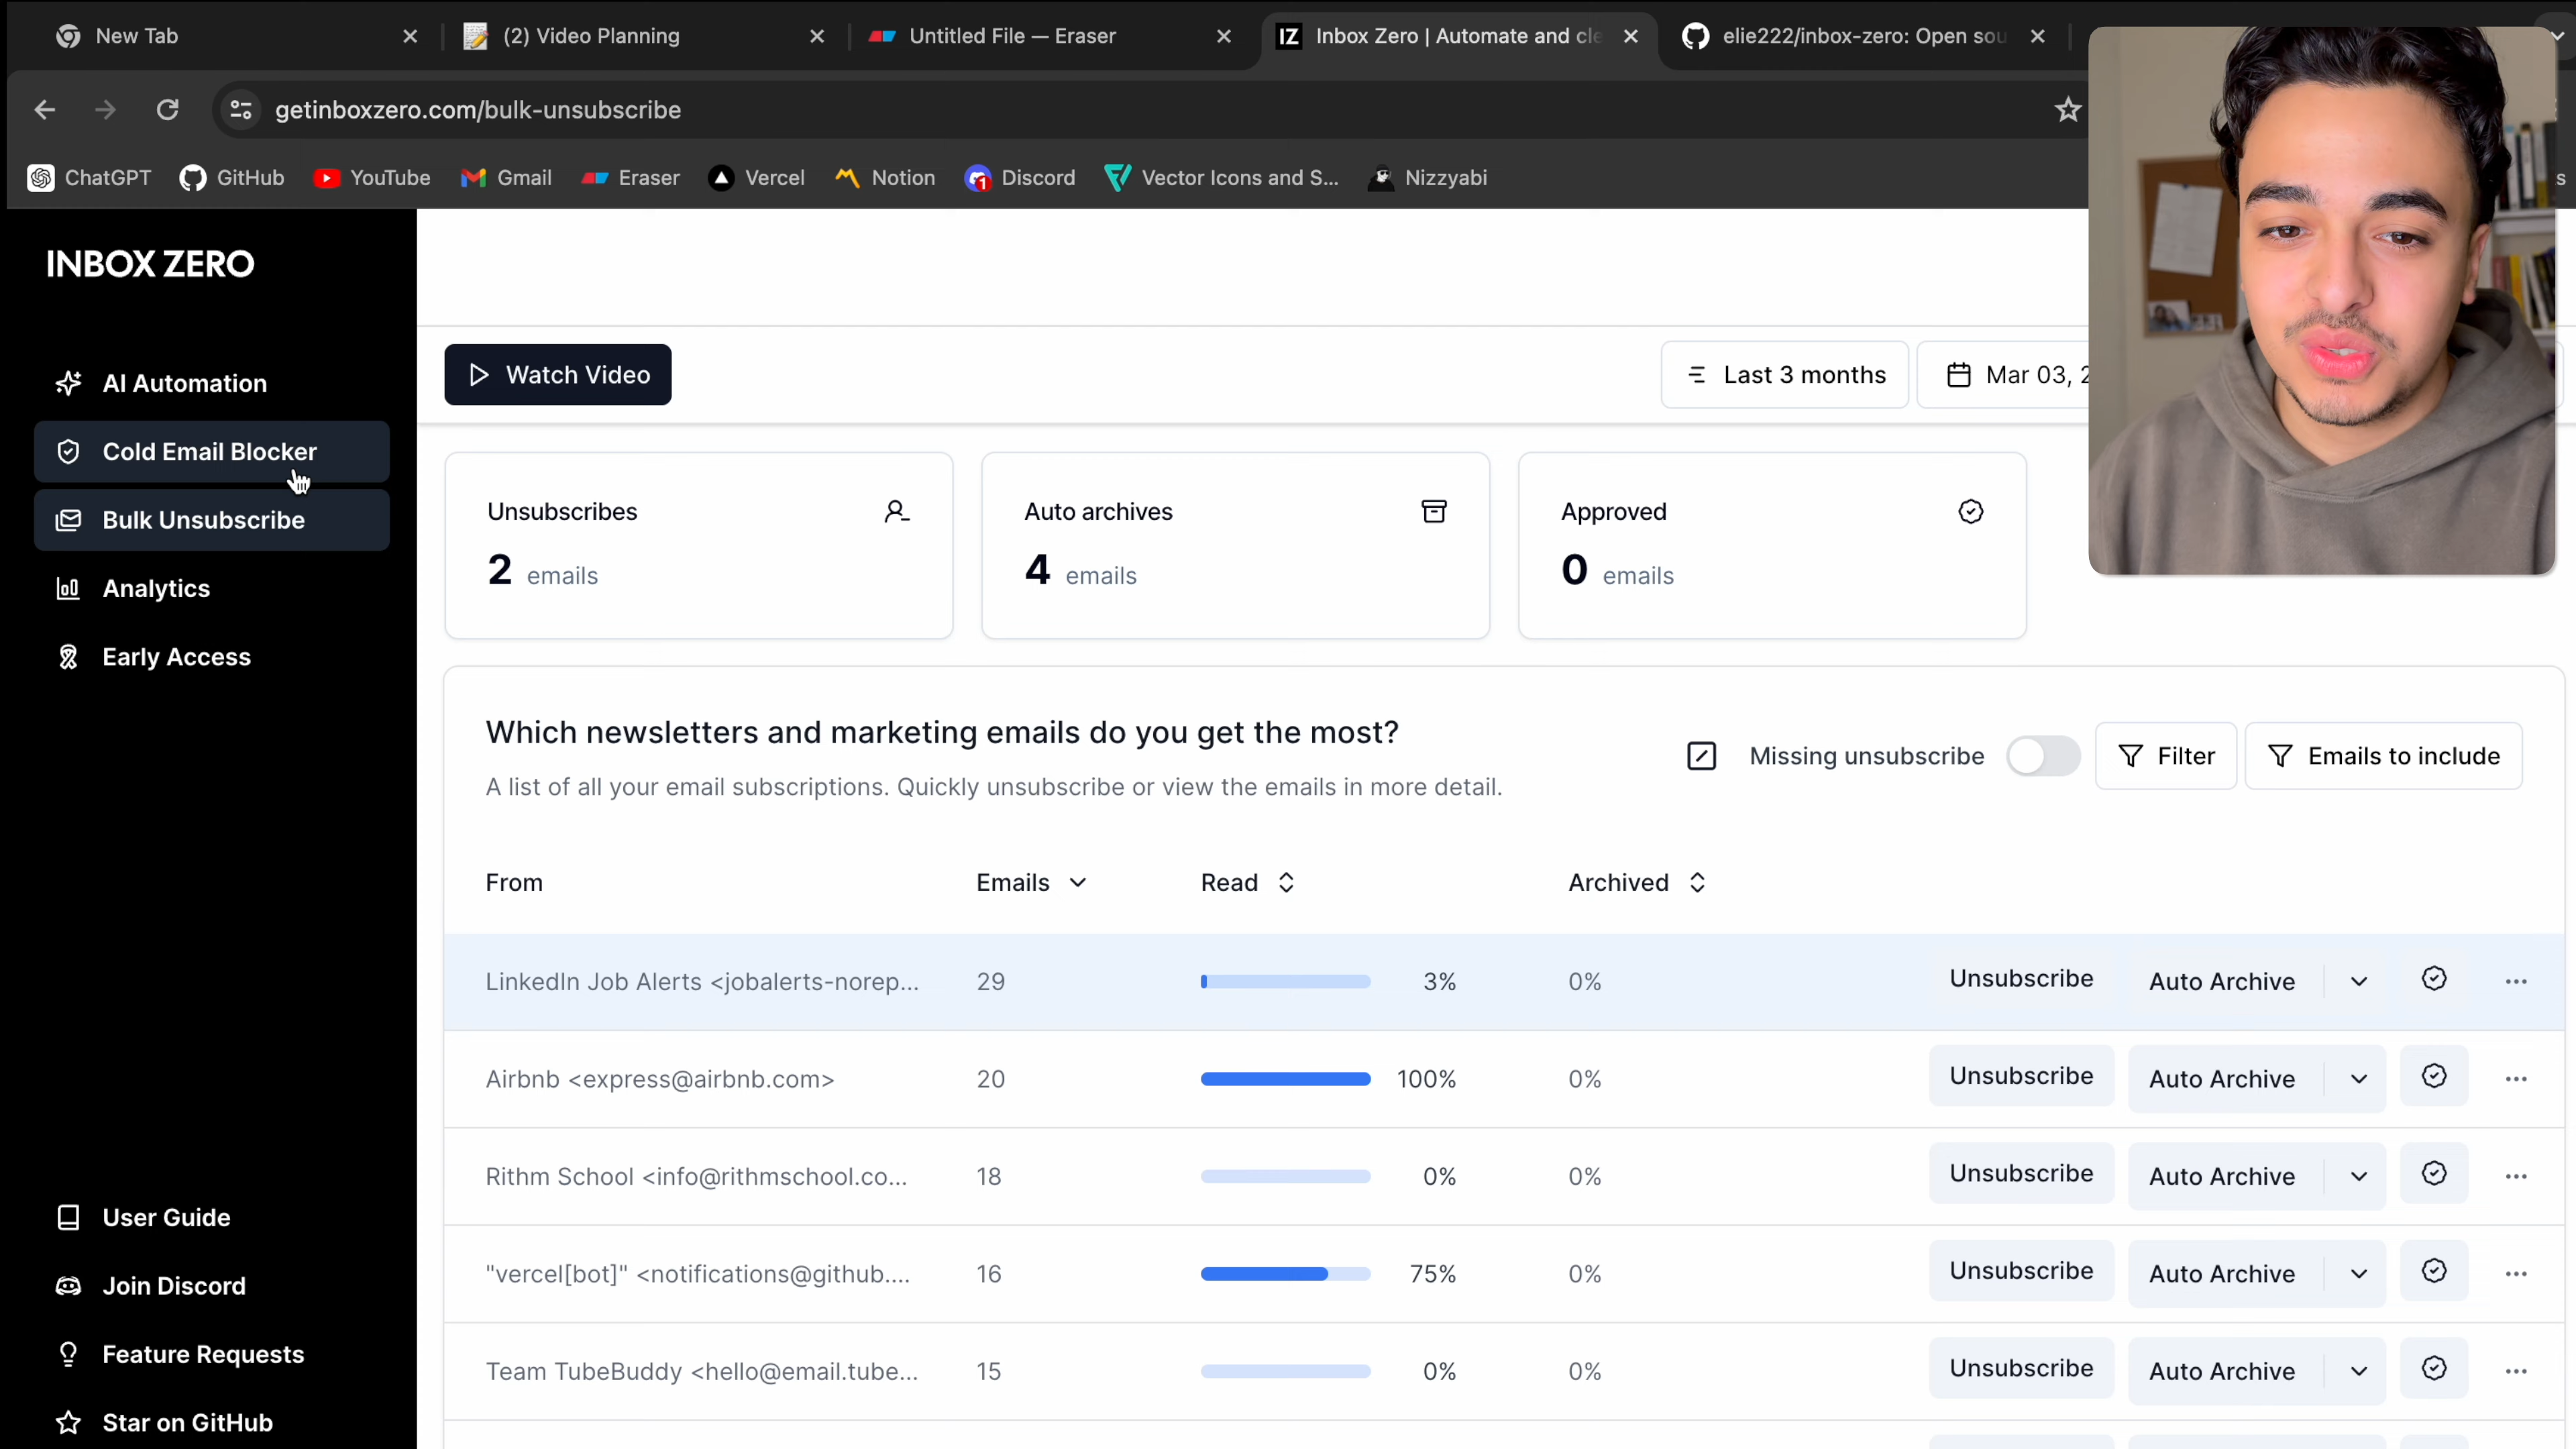 New Tab
(2) Video Planning
Untitled File — Eraser
IZ
Inbox Zero | Automate and cle
elie222/inbox-zero: Open sou
getinboxzero.com/bulk-unsubscribe
ChatGPT
GitHub
YouTube
Gmail
Eraser
Vercel
Notion
1
Discord
Vector Icons and S...
Nizzyabi
s
INBOX ZERO
AI Automation
Cold Email Blocker
Bulk Unsubscribe
Analytics
Early Access
User Guide
Join Discord
Feature Requests
Star on GitHub
Watch Video
Last 3 months
Mar 03, 2
Unsubscribes
2 emails
Auto archives
4 emails
Approved
0 emails
Which newsletters and marketing emails do you get the most?
A list of all your email subscriptions. Quickly unsubscribe or view the emails in more detail.
Missing unsubscribe
Filter
Emails to include
From Emails Read Archived
LinkedIn Job Alerts <jobalerts-norep... 29 3% 0% Unsubscribe Auto Archive
Airbnb <express@airbnb.com> 20 100% 0% Unsubscribe Auto Archive
Rithm School <info@rithmschool.co... 18 0% 0% Unsubscribe Auto Archive
"vercel[bot]" <notifications@github.... 16 75% 0% Unsubscribe Auto Archive
Team TubeBuddy <hello@email.tube... 15 0% 0% Unsubscribe Auto Archive